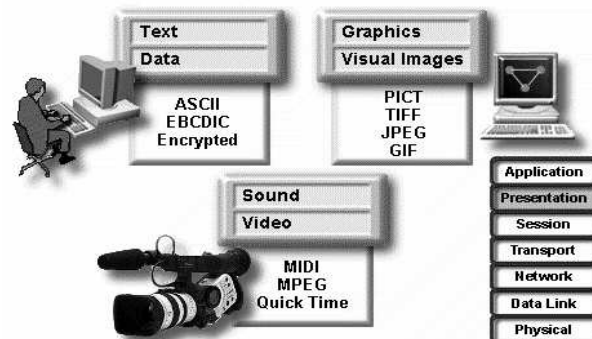 Text
Data
ASCII
EBCDIC
Encrypted
Graphics
Visual Images
PICT
TIFF
JPEG
GIF
Sound
Video
MIDI
MPEG
Quick Time
Application
Presentation
Session
Transport
Network
Data Link
Physical